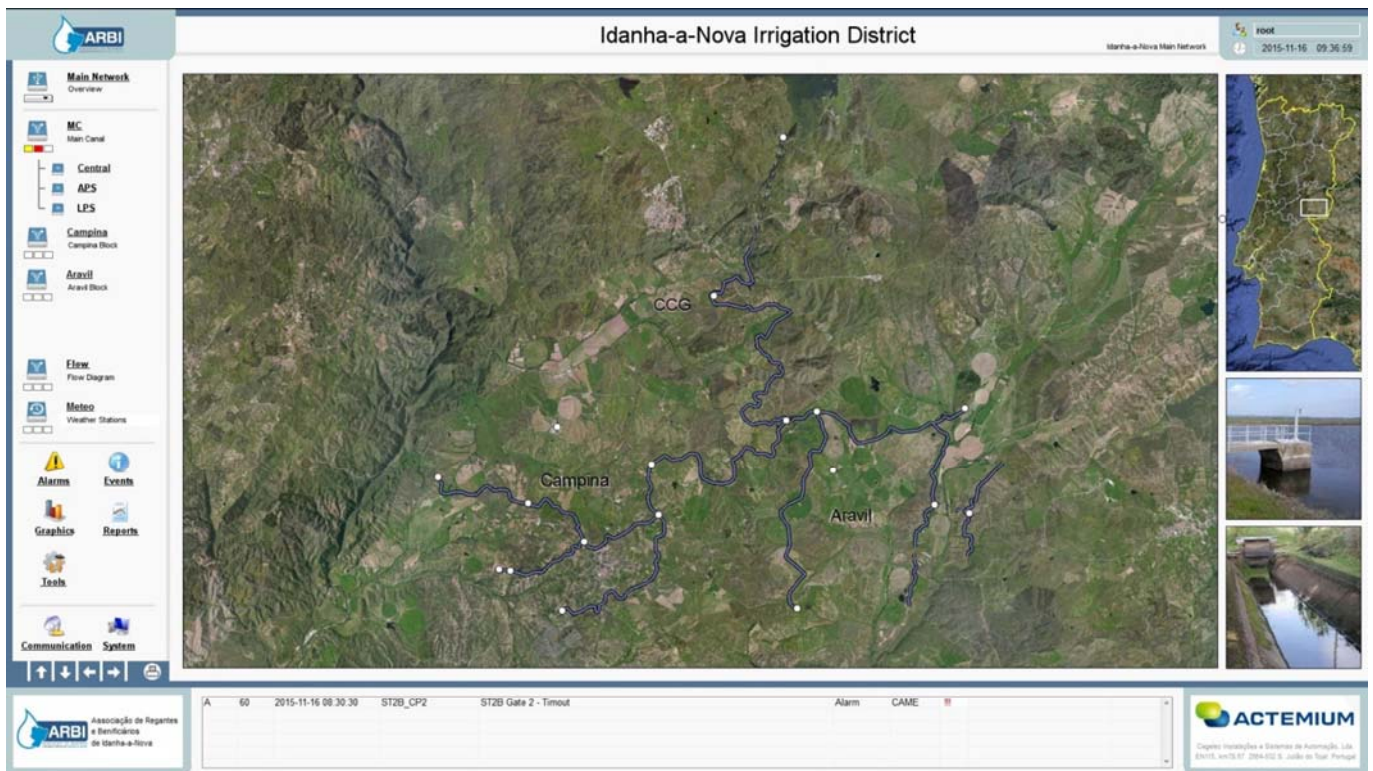 ARBI
Idanha-a-Nova Irrigation District
Idanha-a-Nova Main Network
root
2015-11-16 09:36:59
Main Network
Overview
MC
Main Canal
Central
APS
LPS
Campina
Campina Block
Aravil
Aravil Block
Flow
Flow Diagram
Meteo
Weather Stations
Alarms
Events
Graphics
Reports
Tools
Communication
System
CCG
Campina
Aravil
ARBI
Associação de Regantes
e Benificiários
de Idanha-a-Nova
A 60 2015-11-16 08:30:30 ST2B_CP2 ST2B Gate 2 - Timout Alarm CAME !!!
ACTEMIUM